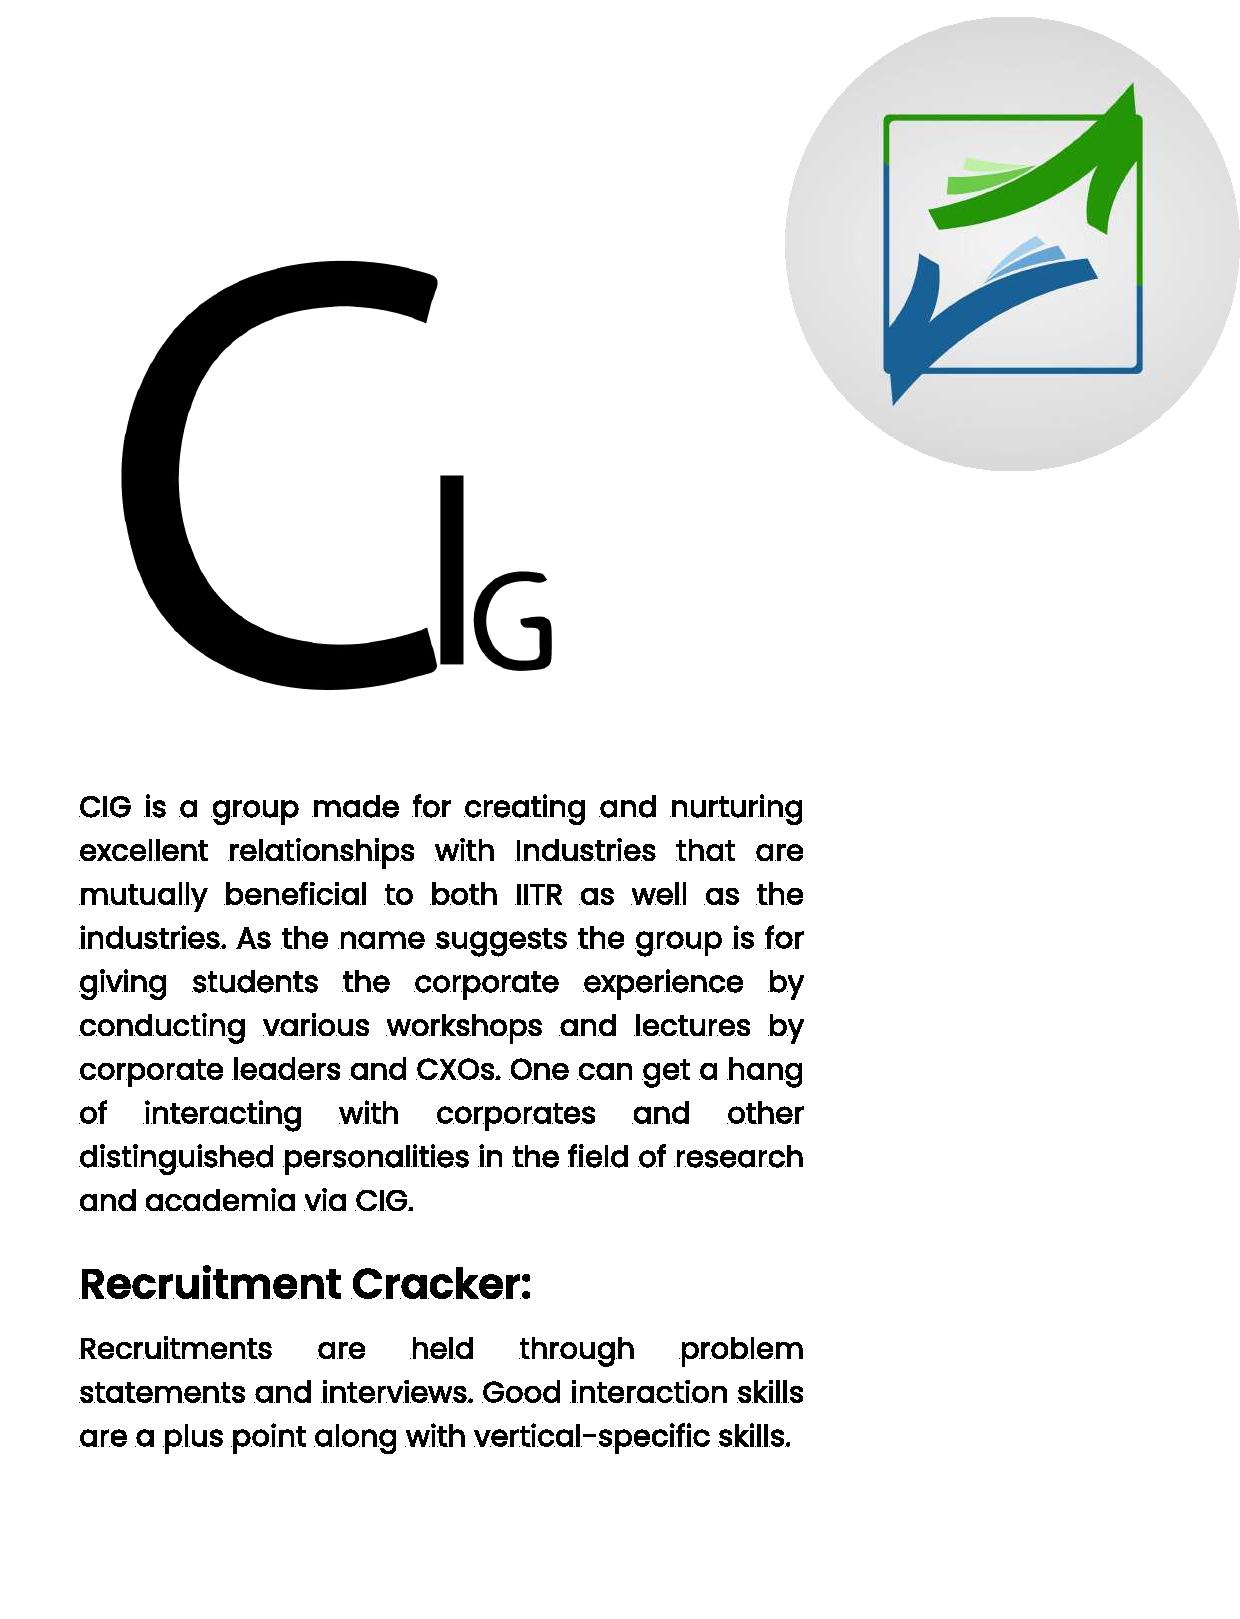 CIG
CIG is a group made for creating and nurturing
excellent relationships with Industries that are
mutually beneficial to both IITR as well as the
industries. As the name suggests the group is for
giving students the corporate experience by
conducting various workshops and lectures by
corporate leaders and CXOs. One can get a hang
of interacting with corporates and other
distinguished personalities in the field of research
and academia via CIG.
Recruitment Cracker:
Recruitments are held through problem
statements and interviews. Good interaction skills
are a plus point along with vertical-specific skills.